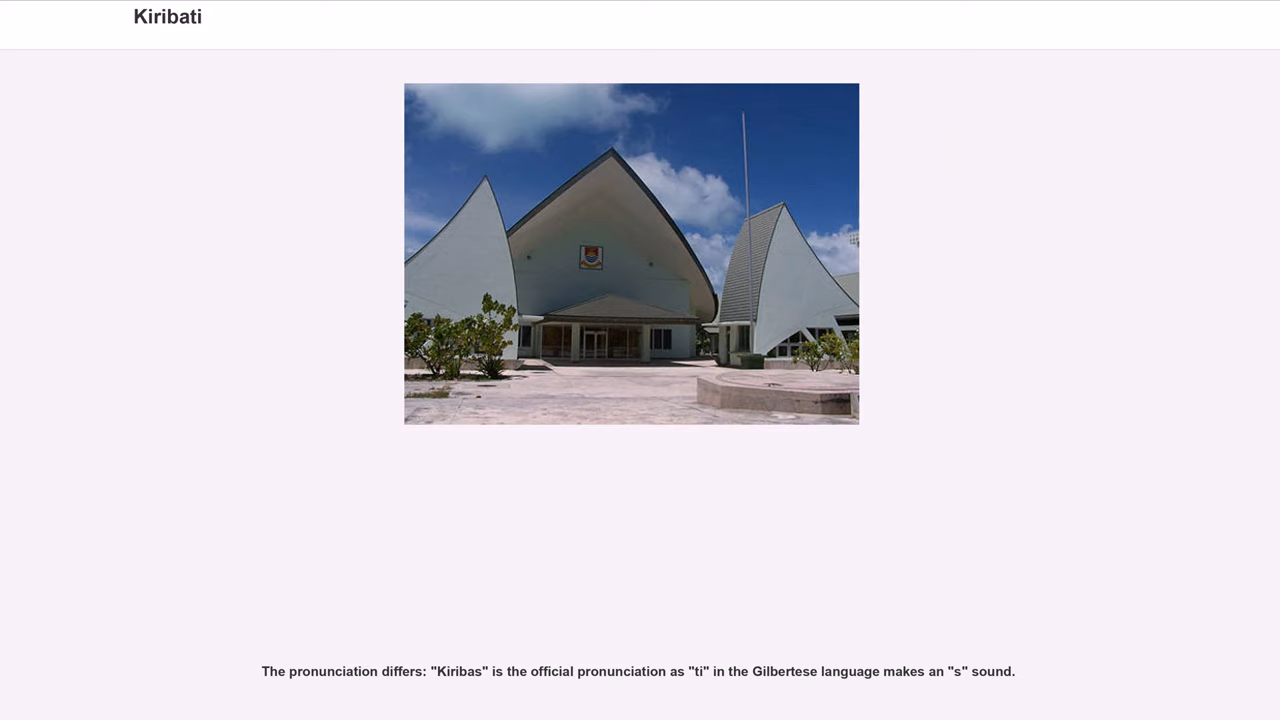 Kiribati
The pronunciation differs: "Kiribas" is the official pronunciation as "ti" in the Gilbertese language makes an "s" sound.